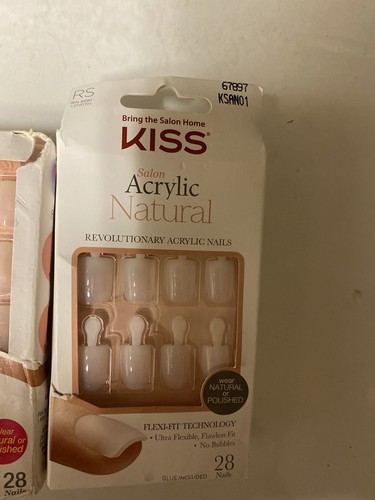 RS
67897
KSAN01
Bring the Salon Home
KISS®
Salon
Acrylic
Natural
REVOLUTIONARY ACRYLIC NAILS
wear
NATURAL
or
POLISHED
FLEXI-FIT TECHNOLOGY
• Ultra Flexible, Flawless Fit
• No Bubbles
GLUE INCLUDED
28
Nails
wear
ural or
ished
28
Nails